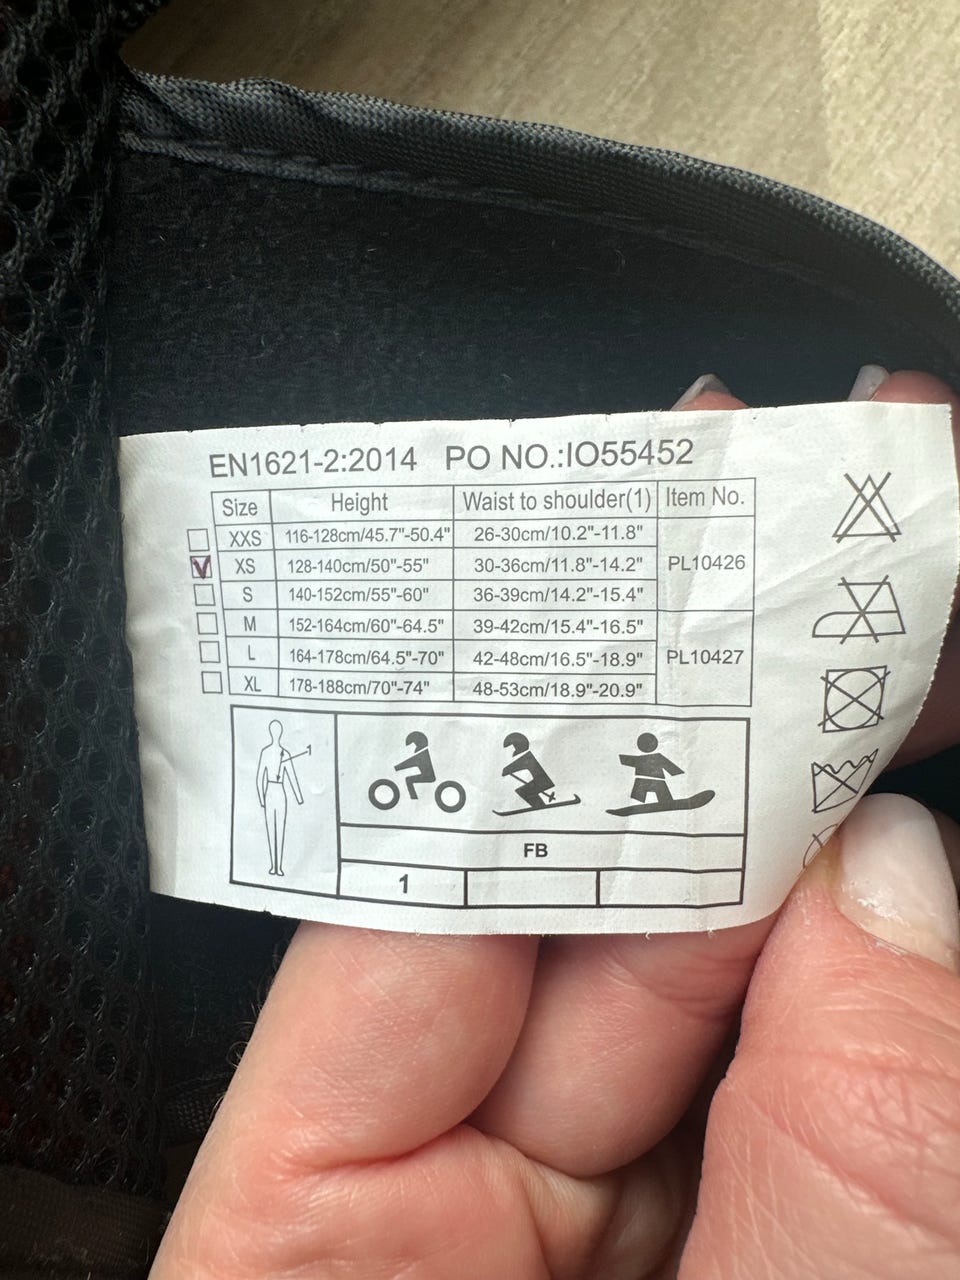 EN1621-2:2014 PO NO.:IO55452
Size Height Waist to shoulder(1) Item No.
XXS 116-128cm/45.7"-50.4" 26-30cm/10.2"-11.8"
XS 128-140cm/50"-55" 30-36cm/11.8"-14.2" PL10426
S 140-152cm/55"-60" 36-39cm/14.2"-15.4"
M 152-164cm/60"-64.5" 39-42cm/15.4"-16.5"
L 164-178cm/64.5"-70" 42-48cm/16.5"-18.9" PL10427
XL 178-188cm/70"-74" 48-53cm/18.9"-20.9"
1
FB
1